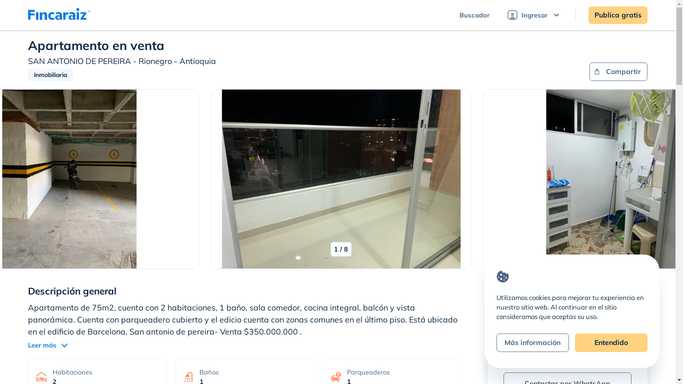 Fincaraiz
Buscador
Ingresar
Publica gratis
Apartamento en venta
SAN ANTONIO DE PEREIRA - Rionegro - Antioquia
Inmobiliaria
Compartir
1 / 8
Descripción general
Apartamento de 75m2, cuenta con 2 habitaciones, 1 baño, sala comedor, cocina integral, balcón y vista
panorámica. Cuenta con parqueadero cubierto y el edicio cuenta con zonas comunes en el último piso. Está ubicado
en el edificio de Barcelona, San antonio de pereira- Venta $350.000.000 .
Leer más
Habitaciones
2
Baños
1
Parqueaderos
1
Utilizamos cookies para mejorar tu experiencia en
nuestro sitio web. Al continuar en el sitio
consideramos que aceptas su uso.
Más información
Entendido
Contactar por WhatsApp